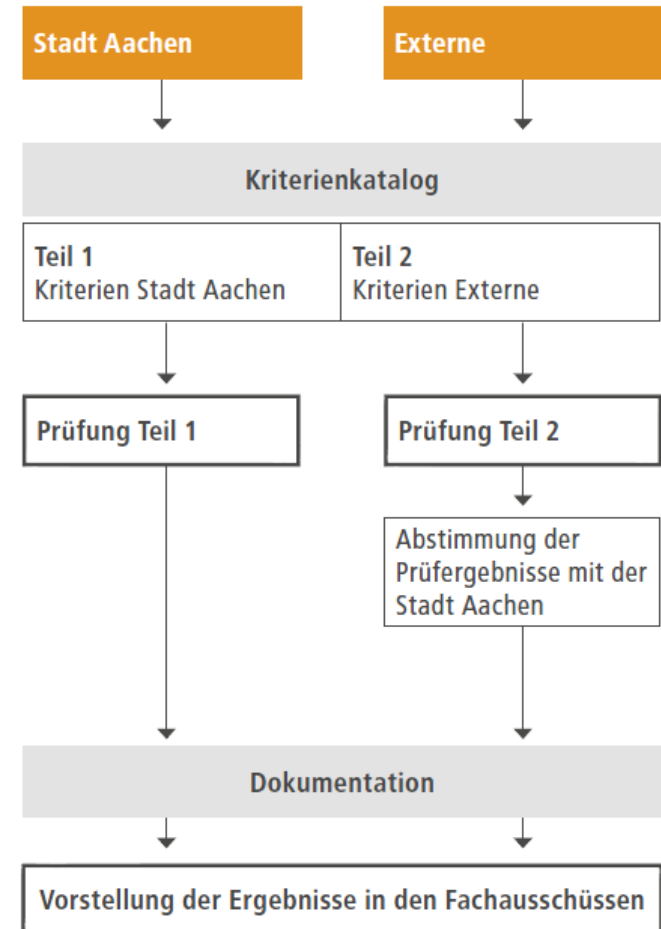 Stadt Aachen
Externe
Kriterienkatalog
Teil 1
Kriterien Stadt Aachen
Teil 2
Kriterien Externe
Prüfung Teil 1
Prüfung Teil 2
Abstimmung der
Prüfergebnisse mit der
Stadt Aachen
Dokumentation
Vorstellung der Ergebnisse in den Fachausschüssen